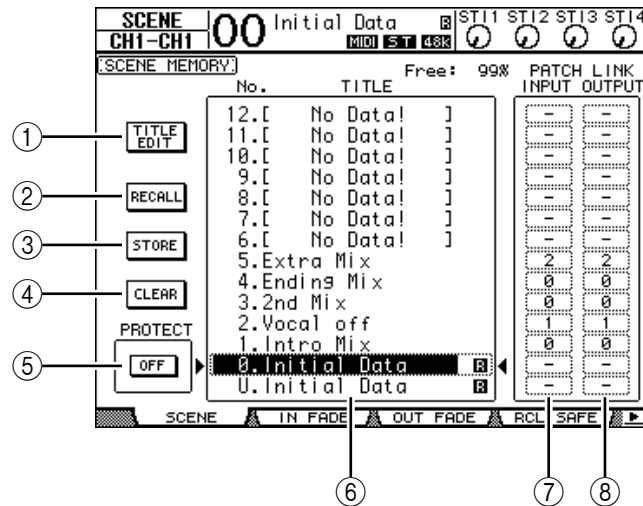 SCENE
CH1-CH1
00 Initial Data R
MIDI ST 48k
ST1 ST2 ST3 ST4
SCENE MEMORY
Free: 99%
PATCH LINK
No. TITLE INPUT OUTPUT
12.[ No Data! ] - -
11.[ No Data! ] - -
10.[ No Data! ] - -
9.[ No Data! ] - -
8.[ No Data! ] - -
7.[ No Data! ] - -
6.[ No Data! ] - -
5.Extra Mix 2 2
4.Ending Mix 0 0
3.2nd Mix 0 0
2.Vocal off 1 1
1.Intro Mix 0 0
0.Initial Data R - -
U.Initial Data R - -
① TITLE EDIT
② RECALL
③ STORE
④ CLEAR
PROTECT
⑤ OFF
SCENE IN FADE OUT FADE RCL SAFE
⑥ ⑦ ⑧